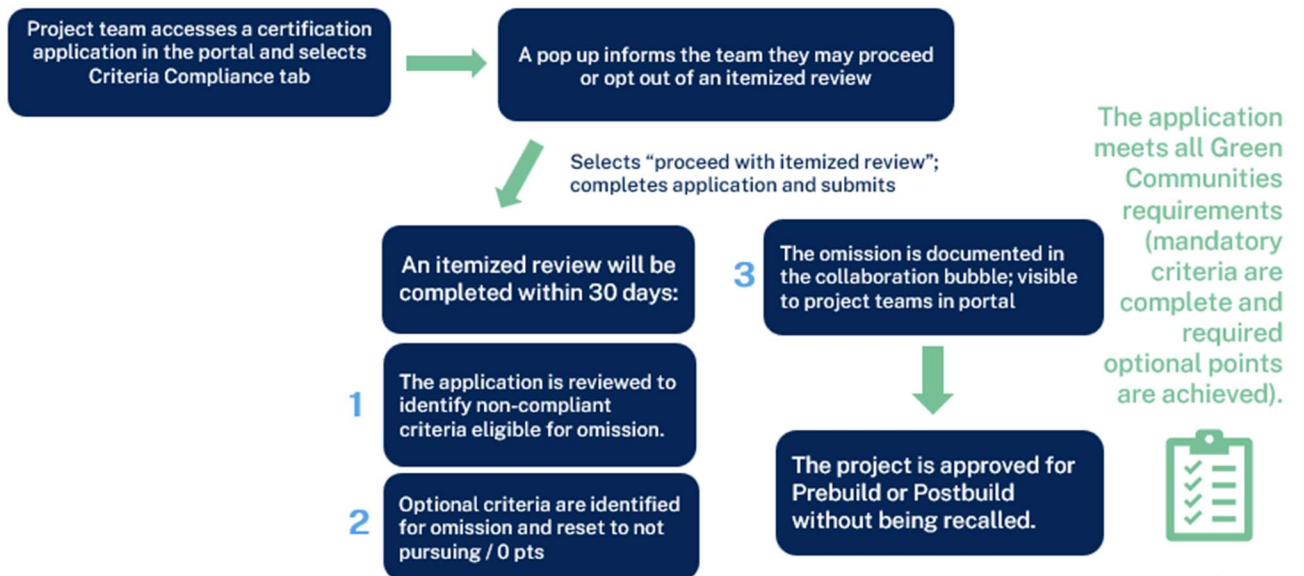 Project team accesses a certification
application in the portal and selects
Criteria Compliance tab
A pop up informs the team they may proceed
or opt out of an itemized review
Selects “proceed with itemized review”;
completes application and submits
An itemized review will be
completed within 30 days:
1
The application is reviewed to
identify non-compliant
criteria eligible for omission.
2
Optional criteria are identified
for omission and reset to not
pursuing / 0 pts
3
The omission is documented in
the collaboration bubble; visible
to project teams in portal
The project is approved for
Prebuild or Postbuild
without being recalled.
The application
meets all Green
Communities
requirements
(mandatory
criteria are
complete and
required
optional points
are achieved).